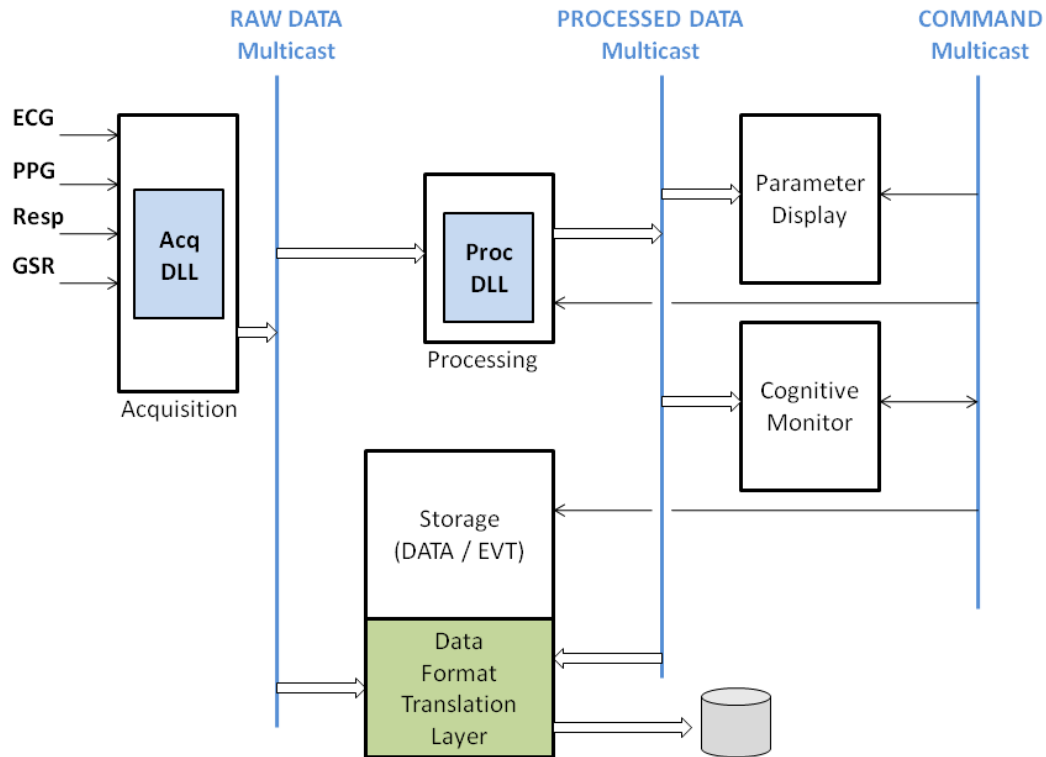 RAW DATA
Multicast
PROCESSED DATA
Multicast
COMMAND
Multicast
ECG
PPG
Resp
GSR
Acq
DLL
Acquisition
Proc
DLL
Processing
Parameter
Display
Cognitive
Monitor
Storage
(DATA / EVT)
Data
Format
Translation
Layer